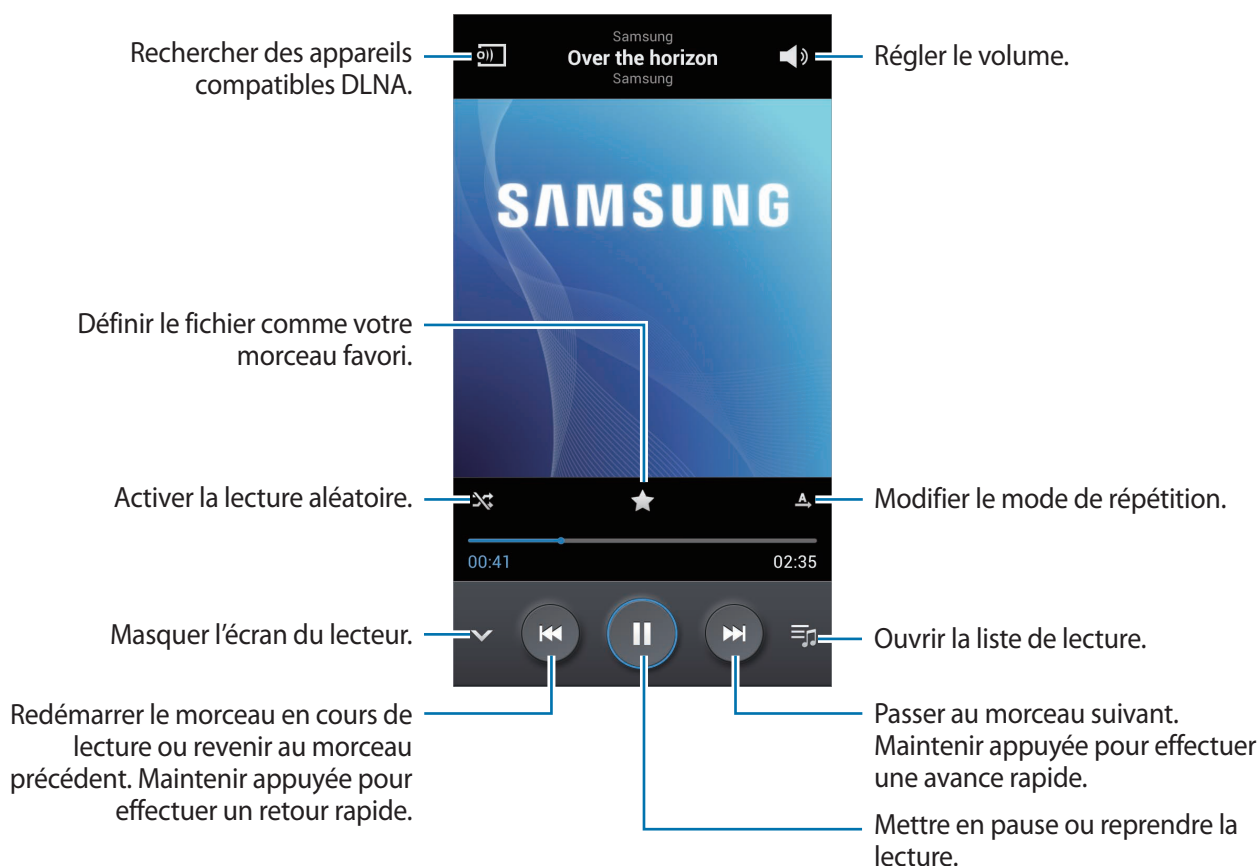 Samsung
Over the horizon
Samsung
Rechercher des appareils
compatibles DLNA.
Régler le volume.
SAMSUNG
Définir le fichier comme votre
morceau favori.
Activer la lecture aléatoire.
A
Modifier le mode de répétition.
00:41
02:35
Masquer l'écran du lecteur.
Ouvrir la liste de lecture.
Redémarrer le morceau en cours de
lecture ou revenir au morceau
précédent. Maintenir appuyée pour
effectuer un retour rapide.
Passer au morceau suivant.
Maintenir appuyée pour effectuer
une avance rapide.
Mettre en pause ou reprendre la
lecture.